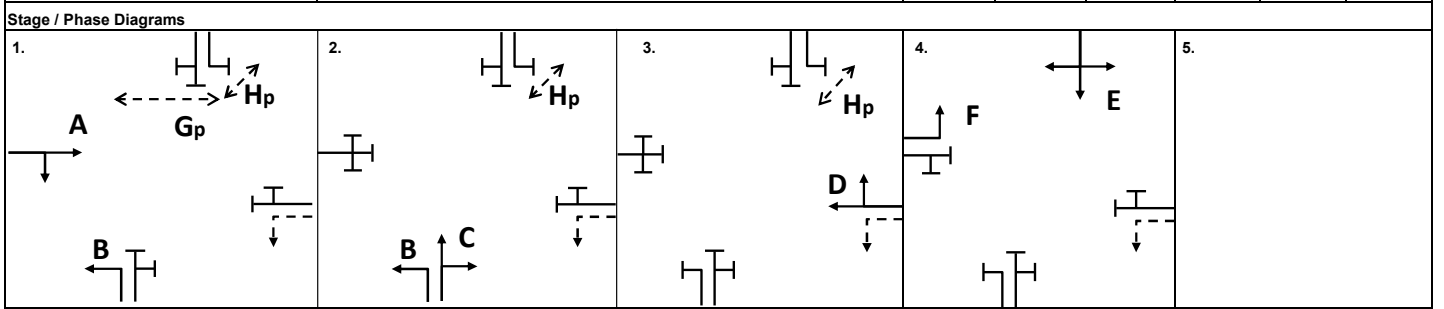 Stage / Phase Diagrams
1.
Hp
Gp
A
B
2.
Hp
B
C
3.
Hp
D
4.
E
F
5.